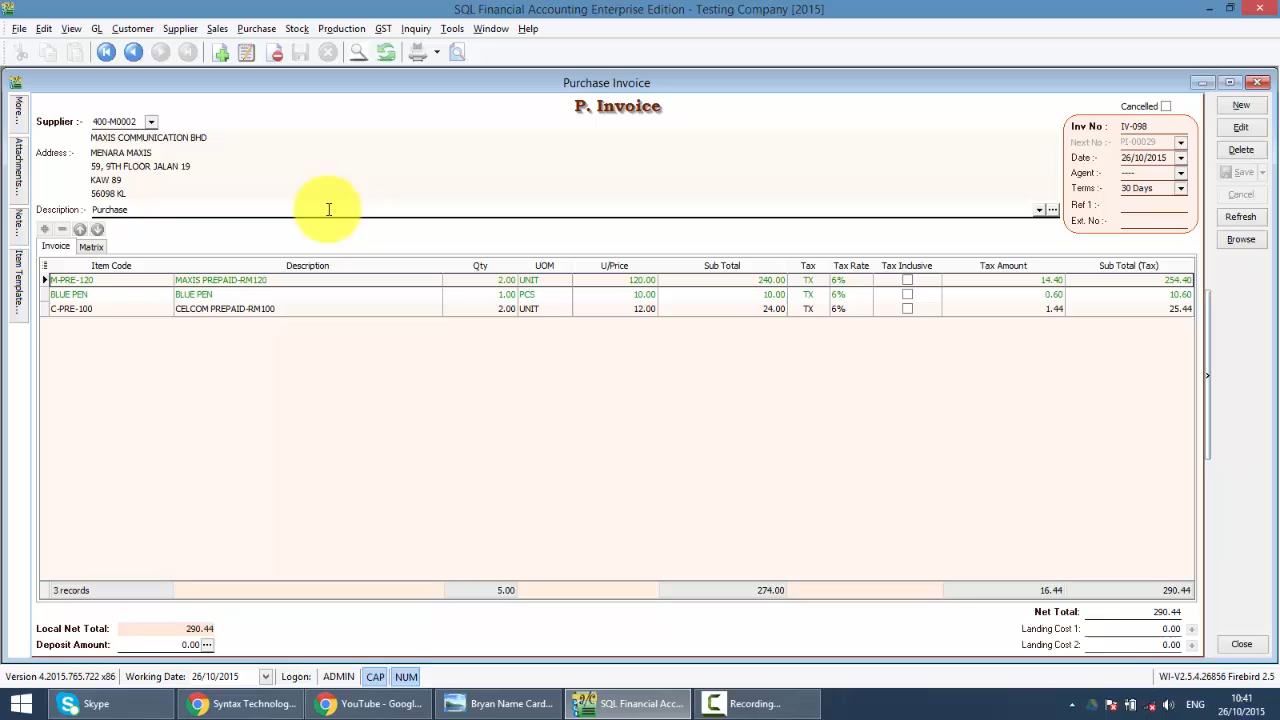 SQL Financial Accounting Enterprise Edition - Testing Company [2015]
File Edit View GL Customer Supplier Sales Purchase Stock Production GST Inquiry Tools Window Help
Purchase Invoice
P. Invoice
Cancelled
More...
Attachments...
Note...
Item Template...
Supplier :- 400-M0002
MAXIS COMMUNICATION BHD
Address :- MENARA MAXIS
59, 9TH FLOOR JALAN 19
KAW 89
56098 KL
Description :- Purchase
Inv No : IV-098
Next No :- PI-00029
Date :- 26/10/2015
Agent :- ----
Terms :- 30 Days
Ref 1 :-
Ext. No :-
New
Edit
Delete
Save
Cancel
Refresh
Browse
Invoice Matrix
Item Code Description Qty UOM U/Price Sub Total Tax Tax Rate Tax Inclusive Tax Amount Sub Total (Tax)
M-PRE-120 MAXIS PREPAID-RM120 2.00 UNIT 120.00 240.00 TX 6% 14.40 254.40
BLUE PEN BLUE PEN 1.00 PCS 10.00 10.00 TX 6% 0.60 10.60
C-PRE-100 CELCOM PREPAID-RM100 2.00 UNIT 12.00 24.00 TX 6% 1.44 25.44
3 records 5.00 274.00 16.44 290.44
Net Total: 290.44
Local Net Total: 290.44
Landing Cost 1: 0.00
Deposit Amount: 0.00
Landing Cost 2: 0.00
Close
Version 4.2015.765.722 x86 Working Date: 26/10/2015 Logon: ADMIN CAP NUM WI-V2.5.4.26856 Firebird 2.5
Skype Syntax Technolog... YouTube - Googl... Bryan Name Card... SQL Financial Acc... Recording... ENG 10:41
26/10/2015